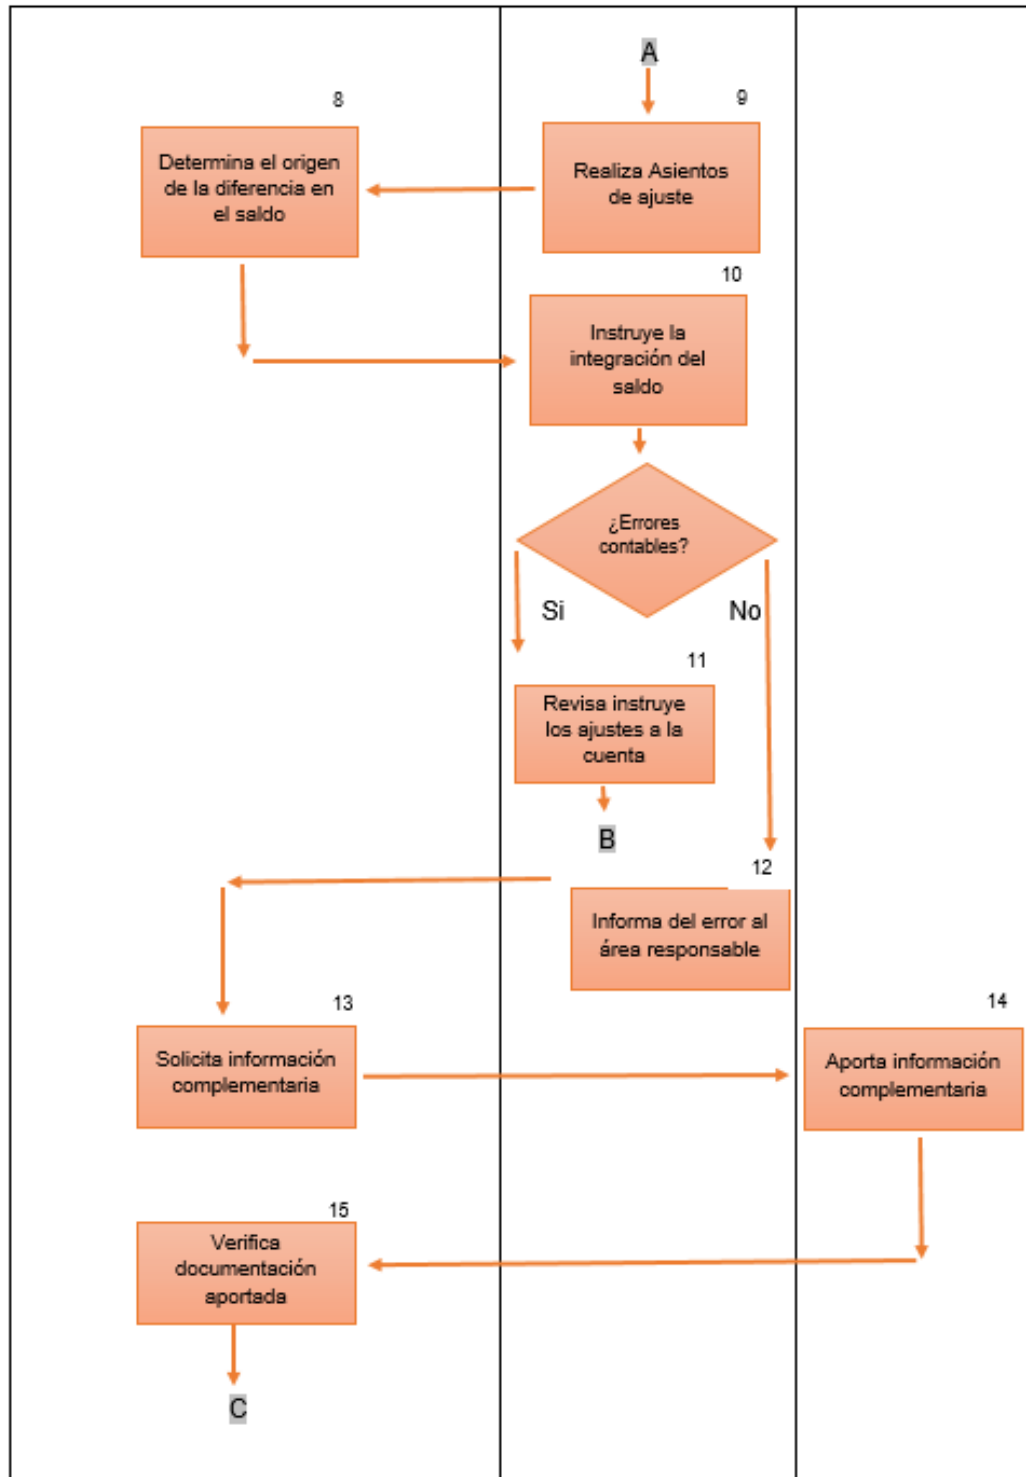 A
8
9
Determina el origen
de la diferencia en
el saldo
Realiza Asientos
de ajuste
10
Instruye la
integración del
saldo
¿Errores
contables?
Si
No
11
Revisa instruye
los ajustes a la
cuenta
B
12
Informa del error al
área responsable
13
14
Solicita información
complementaria
Aporta información
complementaria
15
Verifica
documentación
aportada
C